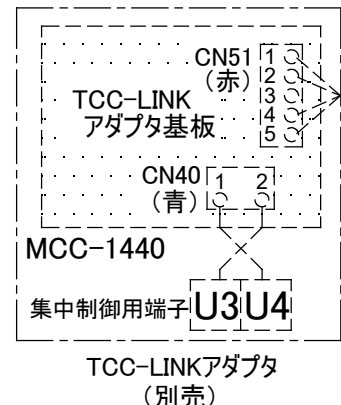 CN51
（赤）
1
2
3
4
5
TCC-LINK
アダプタ基板
CN40
（青）
1 2
MCC-1440
集中制御用端子 U3 U4
TCC-LINKアダプタ
（別売）